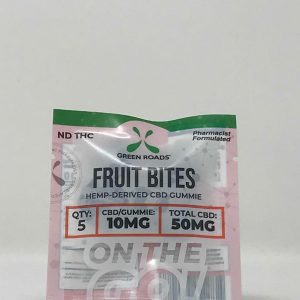 ND THC
Pharmacist
Formulated
GREEN ROADS
FRUIT BITES
HEMP-DERIVED CBD GUMMIE
QTY: 5
CBD/GUMMIE: 10MG
TOTAL CBD: 50MG
ON THE
GO!